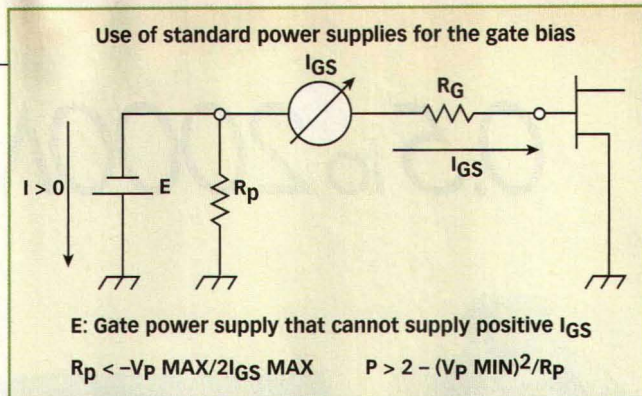 Use of standard power supplies for the gate bias
IGS
RG
IGS
I > 0
E
Rp
E: Gate power supply that cannot supply positive IGS
Rp < –VP MAX/2IGS MAX P > 2 – (VP MIN)²/RP